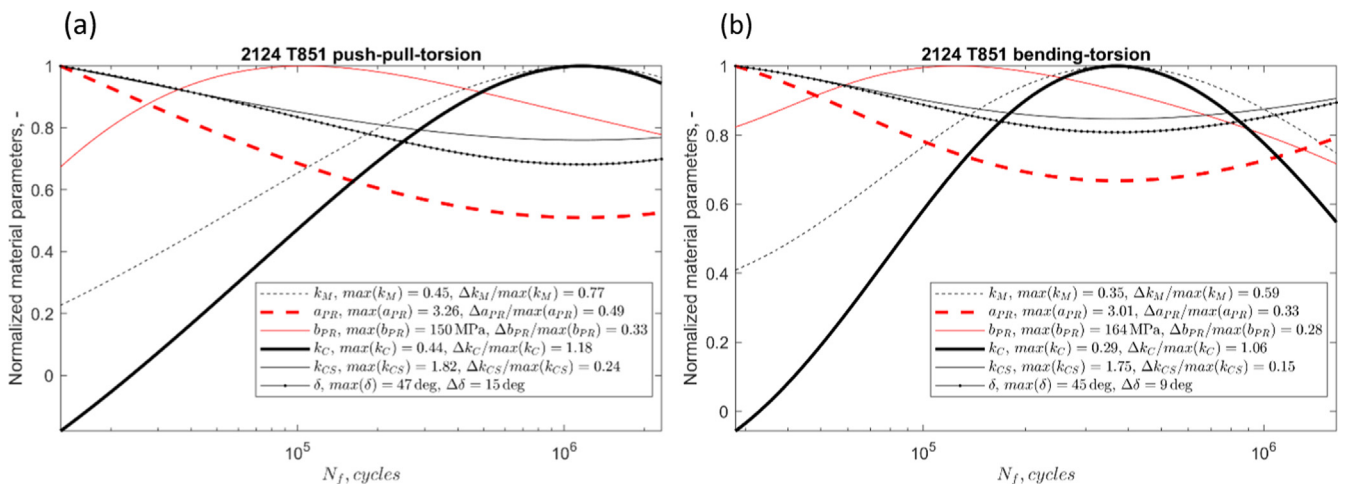 (a)
2124 T851 push-pull-torsion
Normalized material parameters, -
1
0.8
0.6
0.4
0.2
0
k_M, max(k_M) = 0.45, Δk_M/max(k_M) = 0.77
a_PR, max(a_PR) = 3.26, Δa_PR/max(a_PR) = 0.49
b_PR, max(b_PR) = 150 MPa, Δb_PR/max(b_PR) = 0.33
k_C, max(k_C) = 0.44, Δk_C/max(k_C) = 1.18
k_CS, max(k_CS) = 1.82, Δk_CS/max(k_CS) = 0.24
δ, max(δ) = 47 deg, Δδ = 15 deg
10^5
10^6
N_f, cycles
(b)
2124 T851 bending-torsion
Normalized material parameters, -
1
0.8
0.6
0.4
0.2
0
k_M, max(k_M) = 0.35, Δk_M/max(k_M) = 0.59
a_PR, max(a_PR) = 3.01, Δa_PR/max(a_PR) = 0.33
b_PR, max(b_PR) = 164 MPa, Δb_PR/max(b_PR) = 0.28
k_C, max(k_C) = 0.29, Δk_C/max(k_C) = 1.06
k_CS, max(k_CS) = 1.75, Δk_CS/max(k_CS) = 0.15
δ, max(δ) = 45 deg, Δδ = 9 deg
10^5
10^6
N_f, cycles